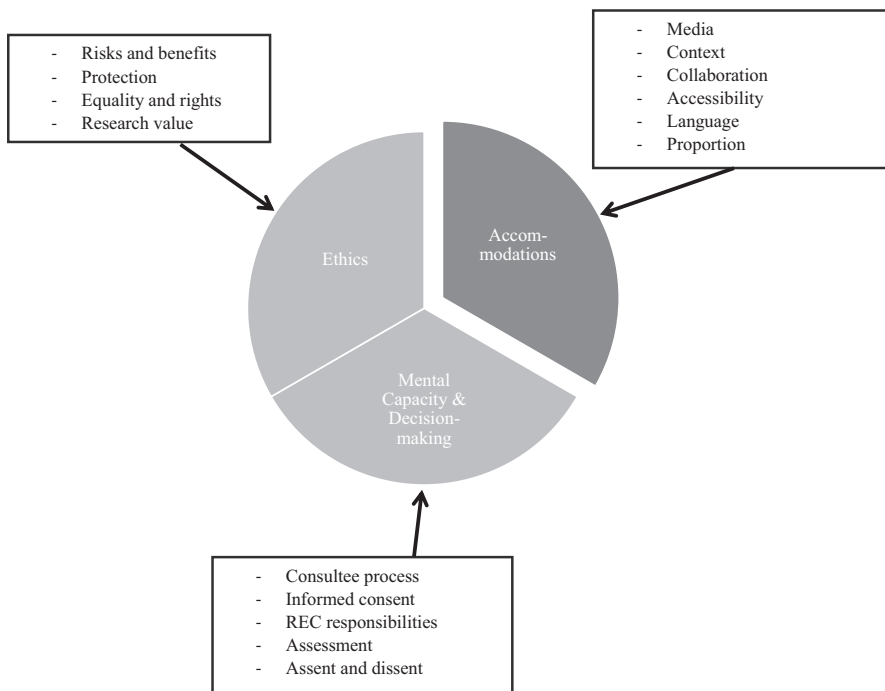 - Risks and benefits
- Protection
- Equality and rights
- Research value
- Media
- Context
- Collaboration
- Accessibility
- Language
- Proportion
Ethics
Accom-
modations
Mental
Capacity &
Decision-
making
- Consultee process
- Informed consent
- REC responsibilities
- Assessment
- Assent and dissent